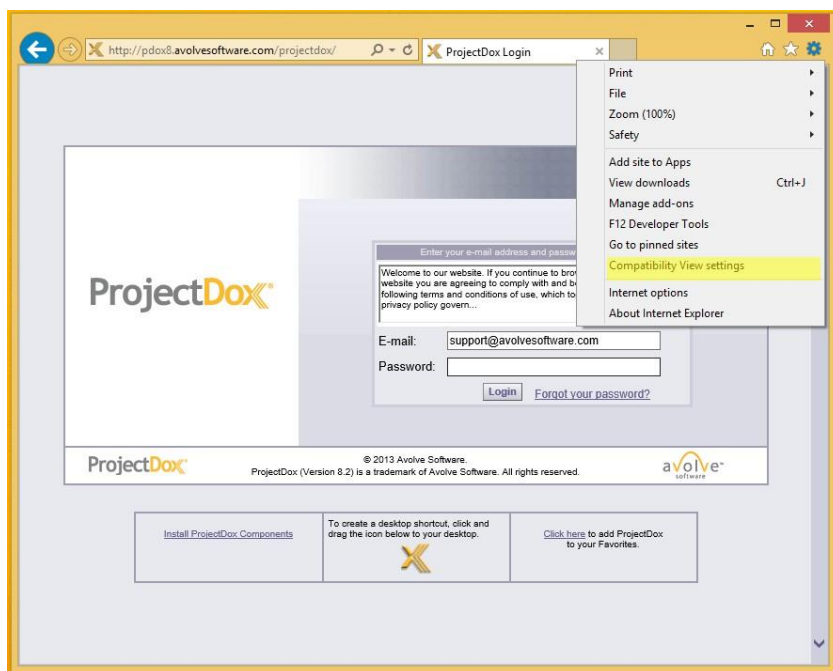 http://pdox8.avolvesoftware.com/projectdox/
ProjectDox Login
Print
File
Zoom (100%)
Safety
Add site to Apps
View downloads Ctrl+J
Manage add-ons
F12 Developer Tools
Go to pinned sites
Compatibility View settings
Internet options
About Internet Explorer
ProjectDox
Enter your e-mail address and passw
Welcome to our website. If you continue to bro
website you are agreeing to comply with and b
following terms and conditions of use, which to
privacy policy govern...
E-mail: support@avolvesoftware.com
Password:
Login Forgot your password?
ProjectDox
© 2013 Avolve Software.
ProjectDox (Version 8.2) is a trademark of Avolve Software. All rights reserved.
avolve
software
Install ProjectDox Components
To create a desktop shortcut, click and
drag the icon below to your desktop.
Click here to add ProjectDox
to your Favorites.